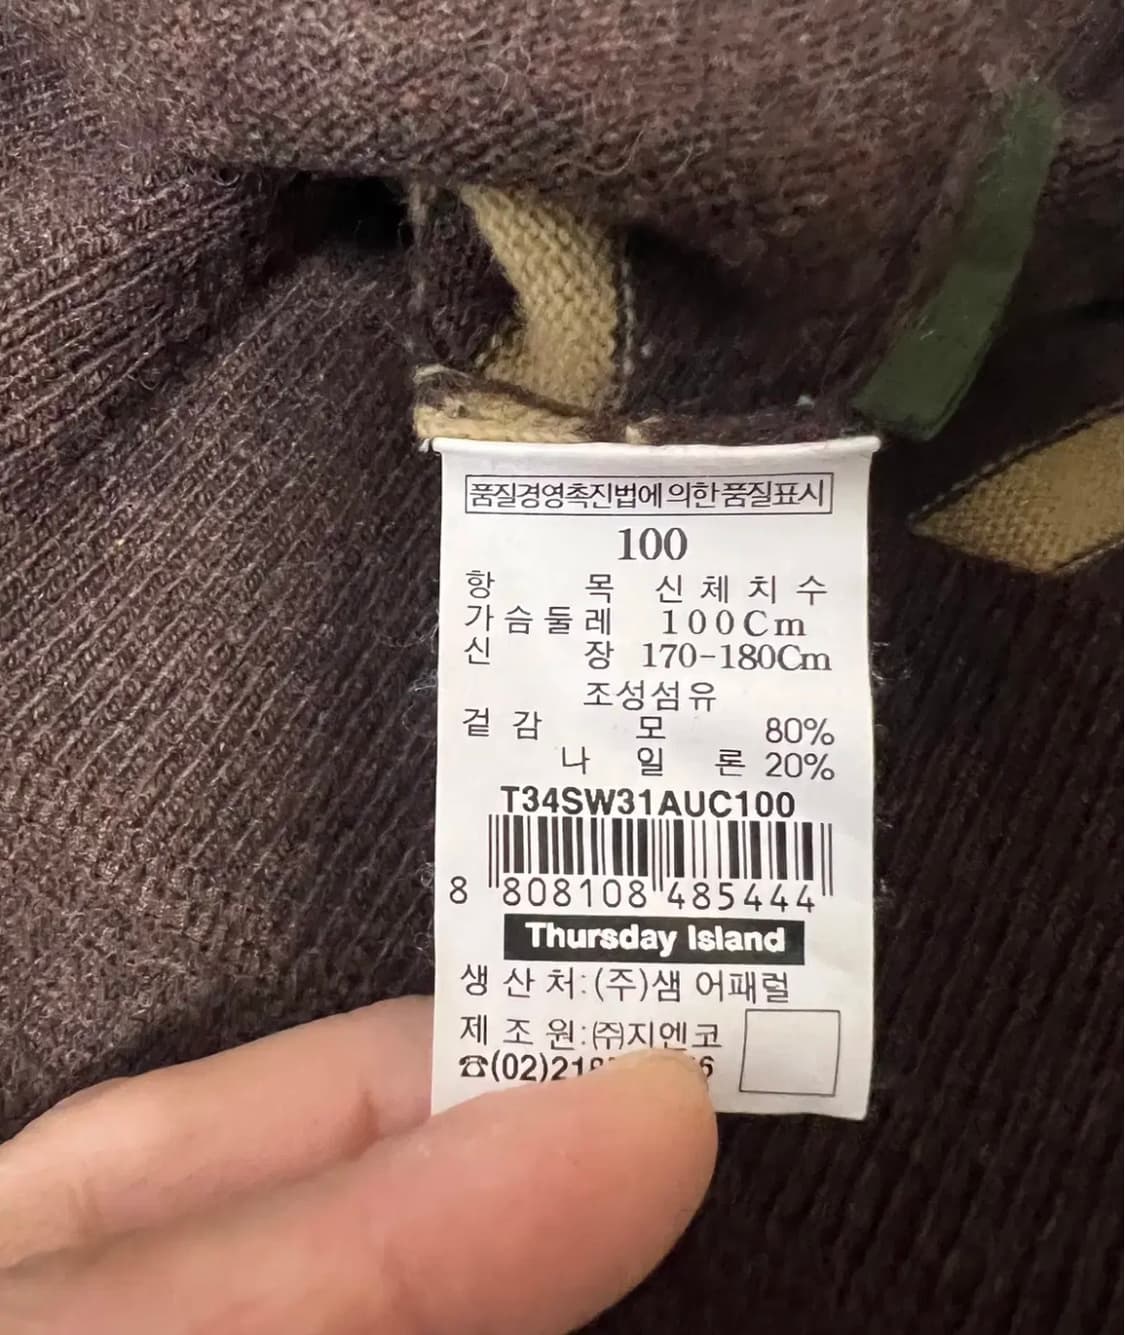 품질경영촉진법에 의한 품질표시
100
항 목 신체치수
가슴둘레 100Cm
신 장 170-180Cm
조성섬유
겉감 모 80%
나일론 20%
T34SW31AUC100
8 808108 485444
Thursday Island
생산처:(주)샘 어패럴
제조원:㈜지엔코
☎(02)21